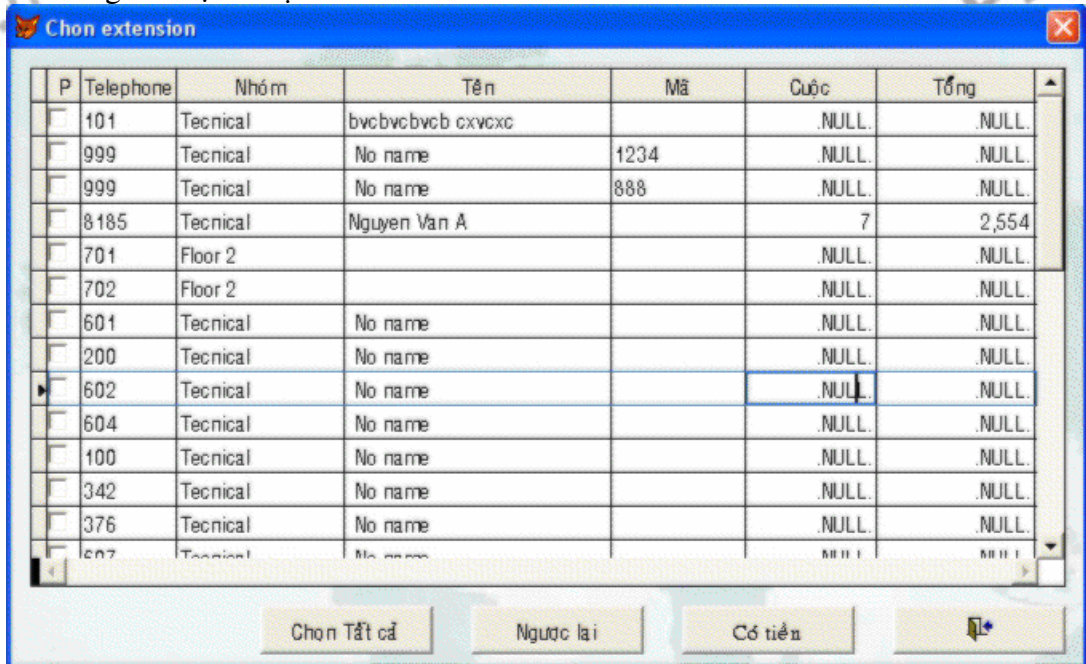 Chon extension
P Telephone Nhóm Tên Mã Cuộc Tổng
101 Tecnical bvcbvcbvcb cxvcxc .NULL. .NULL.
999 Tecnical No name 1234 .NULL. .NULL.
999 Tecnical No name 888 .NULL. .NULL.
8185 Tecnical Nguyen Van A 7 2,554
701 Floor 2 .NULL. .NULL.
702 Floor 2 .NULL. .NULL.
601 Tecnical No name .NULL. .NULL.
200 Tecnical No name .NULL. .NULL.
602 Tecnical No name .NULL. .NULL.
604 Tecnical No name .NULL. .NULL.
100 Tecnical No name .NULL. .NULL.
342 Tecnical No name .NULL. .NULL.
376 Tecnical No name .NULL. .NULL.
Tecnical No name
Chọn Tất cả Ngược lại Có tiền